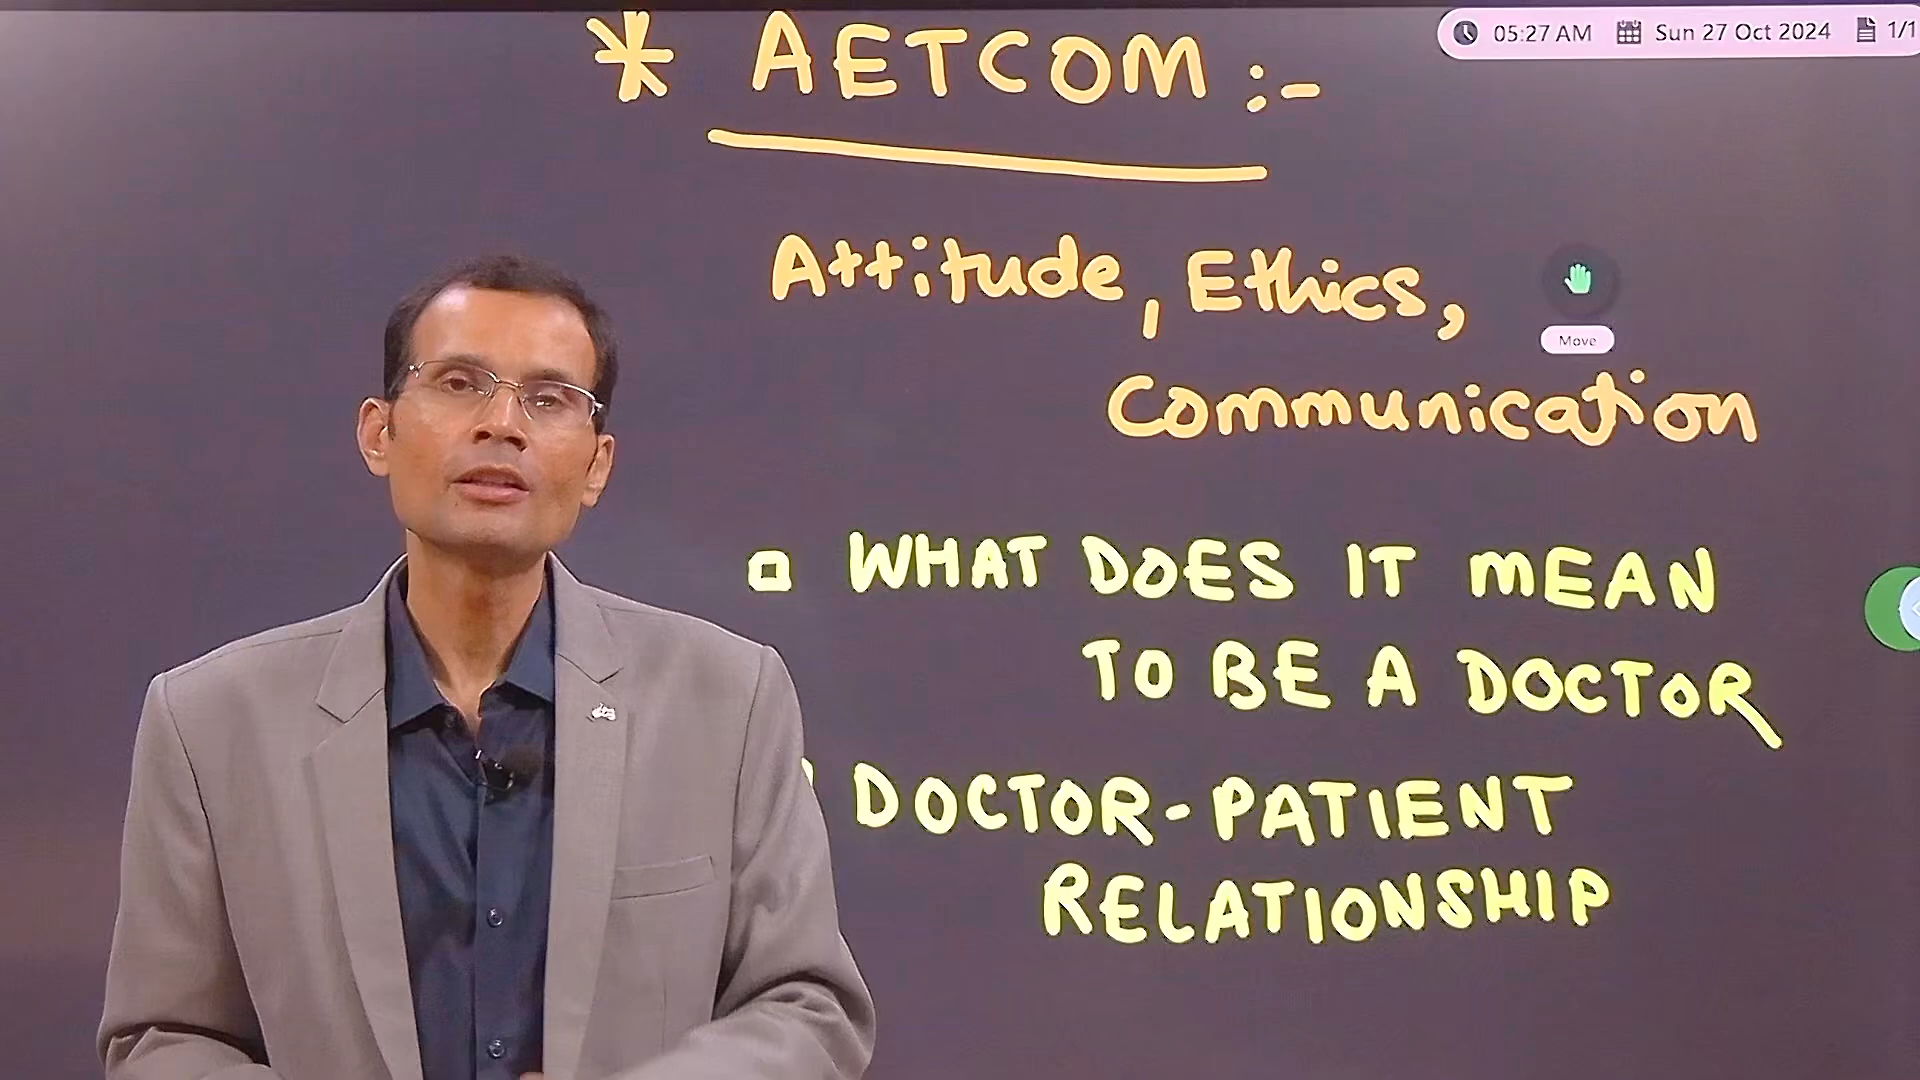 05:27 AM Sun 27 Oct 2024 1/1
* AETCOM :-
Attitude, Ethics,
Move
Communication
WHAT DOES IT MEAN
TO BE A DOCTOR
DOCTOR-PATIENT
RELATIONSHIP